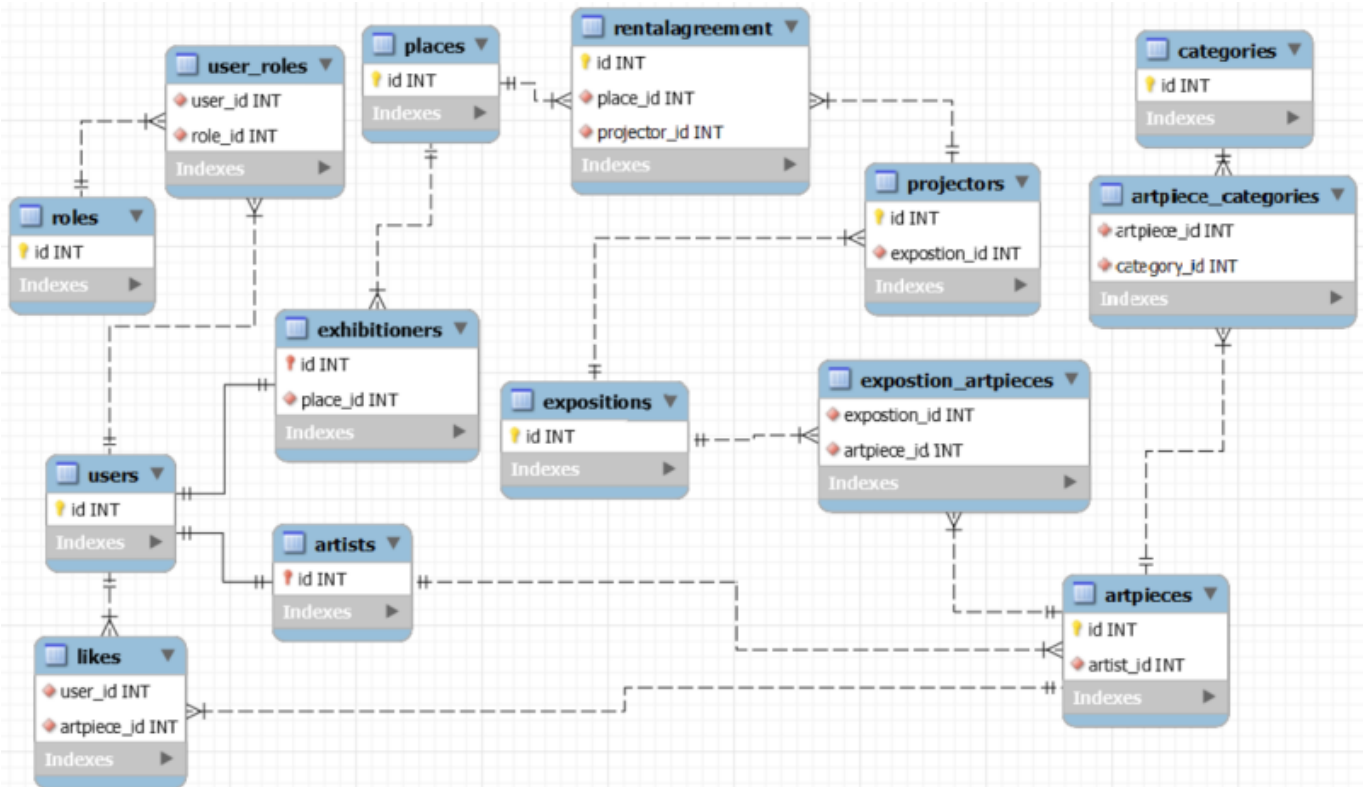 user_roles
user_id INT
role_id INT
Indexes
places
id INT
Indexes
rentalagreement
id INT
place_id INT
projector_id INT
Indexes
categories
id INT
Indexes
roles
id INT
Indexes
projectors
id INT
expostion_id INT
Indexes
artpiece_categories
artpiece_id INT
category_id INT
Indexes
exhibitioners
id INT
place_id INT
Indexes
expositions
id INT
Indexes
expostion_artpieces
expostion_id INT
artpiece_id INT
Indexes
users
id INT
Indexes
artists
id INT
Indexes
artpieces
id INT
artist_id INT
Indexes
likes
user_id INT
artpiece_id INT
Indexes